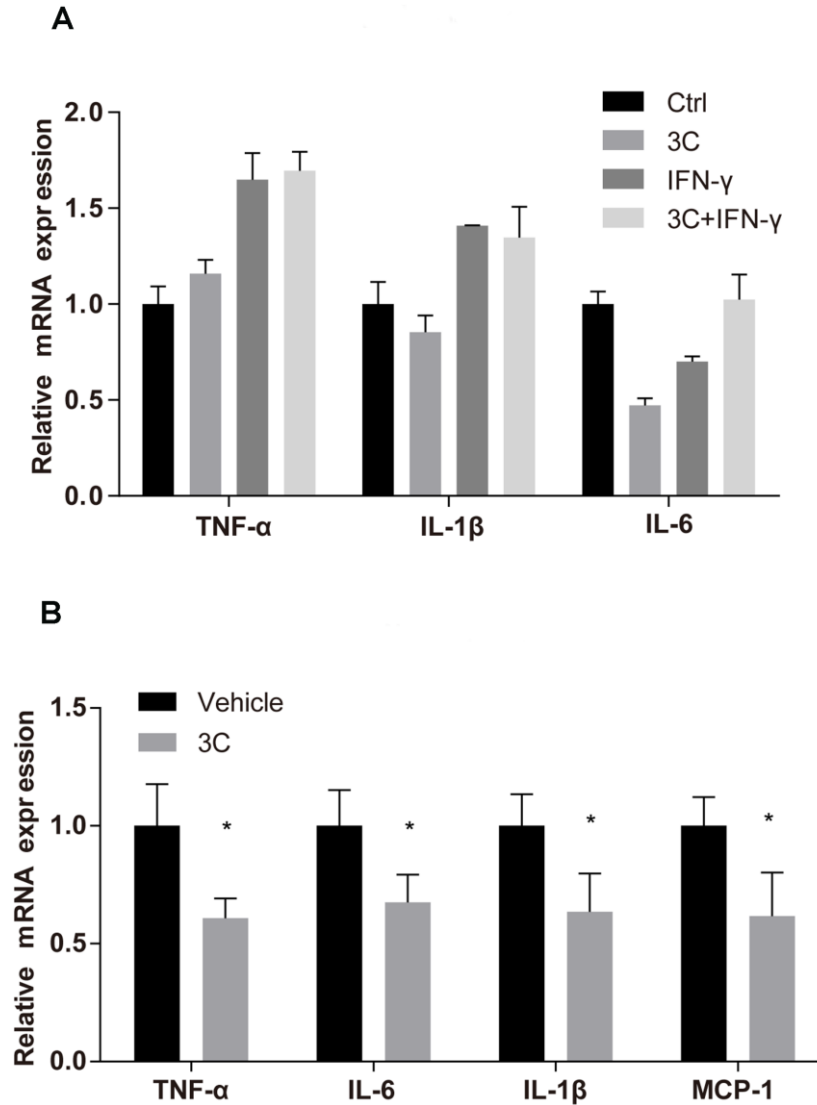 A
Relative mRNA expression
2.0
1.5
1.0
0.5
0.0
Ctrl
3C
IFN-γ
3C+IFN-γ
TNF-α IL-1β IL-6
B
Relative mRNA expression
1.5
1.0
0.5
0.0
Vehicle
3C
* * * *
TNF-α IL-6 IL-1β MCP-1